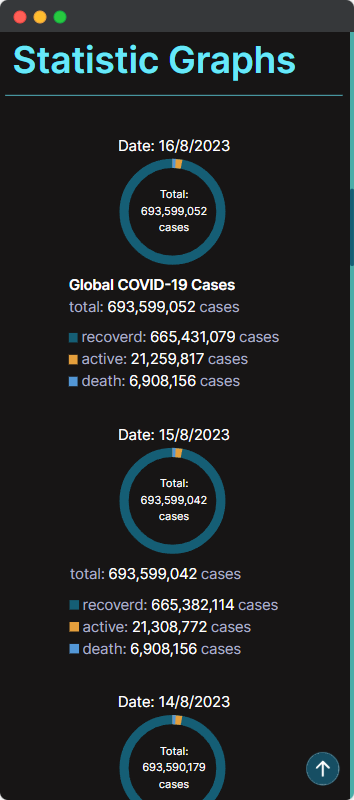 Statistic Graphs
Date: 16/8/2023
Total:
693,599,052
cases
Global COVID-19 Cases
total: 693,599,052 cases
recoverd: 665,431,079 cases
active: 21,259,817 cases
death: 6,908,156 cases
Date: 15/8/2023
Total:
693,599,042
cases
total: 693,599,042 cases
recoverd: 665,382,114 cases
active: 21,308,772 cases
death: 6,908,156 cases
Date: 14/8/2023
Total:
693,590,179
cases